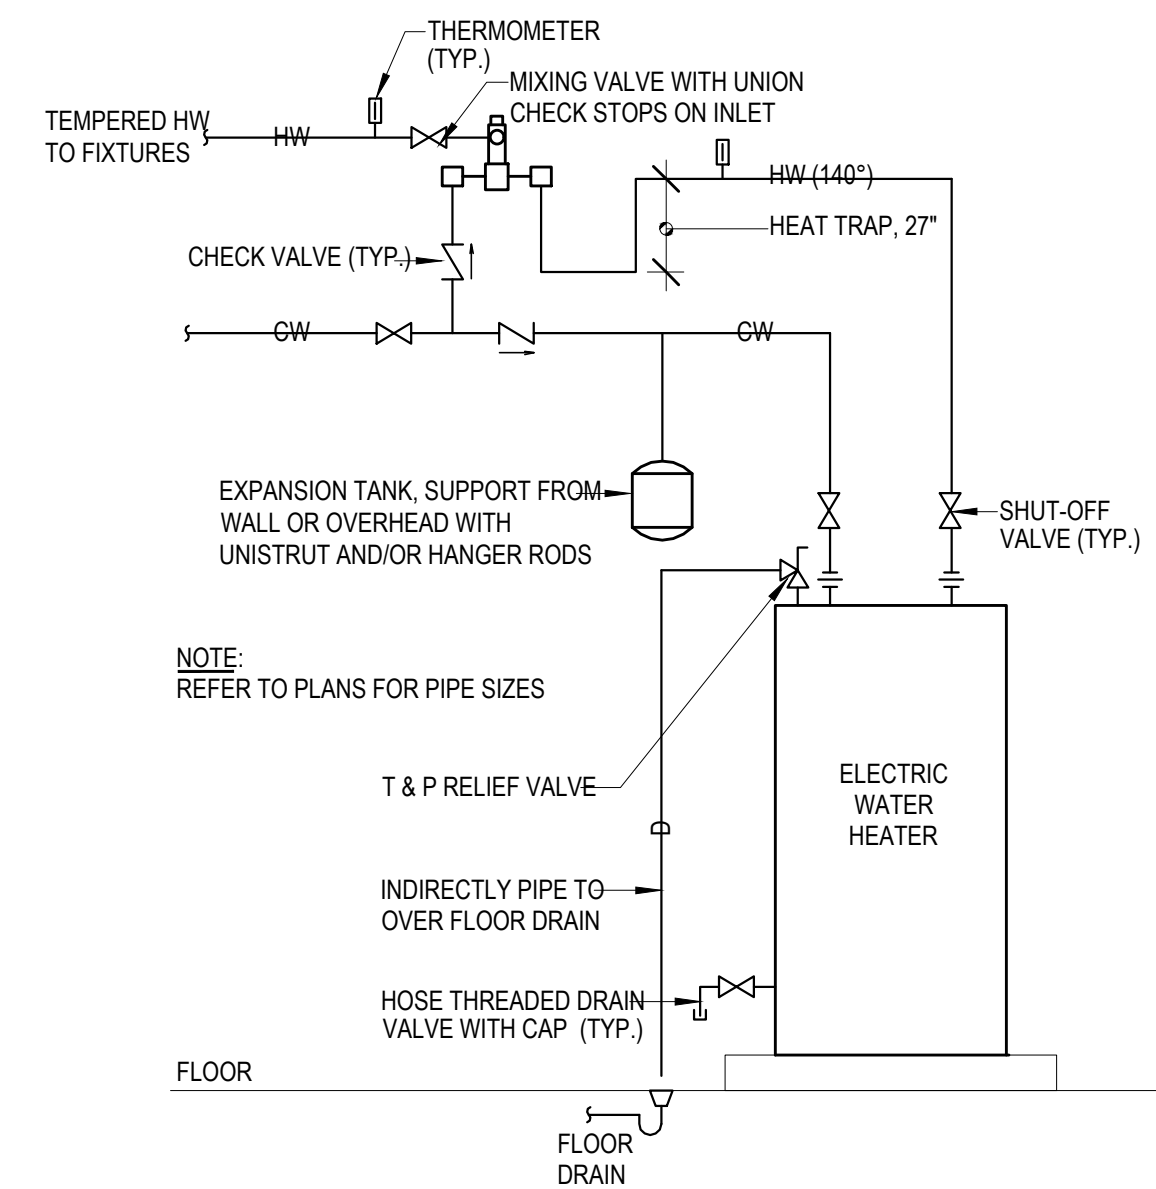 THERMOMETER
(TYP.)
MIXING VALVE WITH UNION
CHECK STOPS ON INLET
TEMPERED HW
TO FIXTURES
HW
HW (140°)
HEAT TRAP, 27"
CHECK VALVE (TYP.)
CW
CW
EXPANSION TANK, SUPPORT FROM
WALL OR OVERHEAD WITH
UNISTRUT AND/OR HANGER RODS
SHUT-OFF
VALVE (TYP.)
NOTE:
REFER TO PLANS FOR PIPE SIZES
T & P RELIEF VALVE
ELECTRIC
WATER
HEATER
D
INDIRECTLY PIPE TO
OVER FLOOR DRAIN
HOSE THREADED DRAIN
VALVE WITH CAP (TYP.)
FLOOR
FLOOR
DRAIN